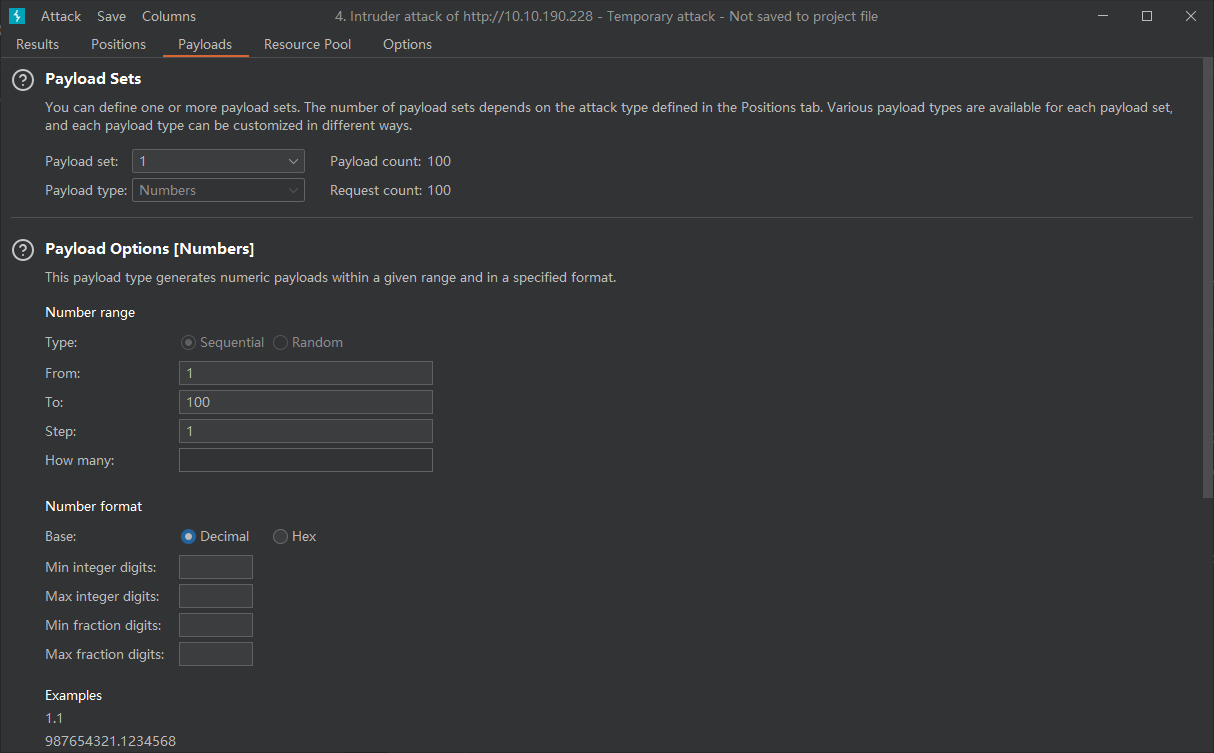 Attack Save Columns 4. Intruder attack of http://10.10.190.228 - Temporary attack - Not saved to project file
Results Positions Payloads Resource Pool Options
? Payload Sets
You can define one or more payload sets. The number of payload sets depends on the attack type defined in the Positions tab. Various payload types are available for each payload set,
and each payload type can be customized in different ways.
Payload set: 1 Payload count: 100
Payload type: Numbers Request count: 100
? Payload Options [Numbers]
This payload type generates numeric payloads within a given range and in a specified format.
Number range
Type: Sequential Random
From: 1
To: 100
Step: 1
How many:
Number format
Base: Decimal Hex
Min integer digits:
Max integer digits:
Min fraction digits:
Max fraction digits:
Examples
1.1
987654321.1234568